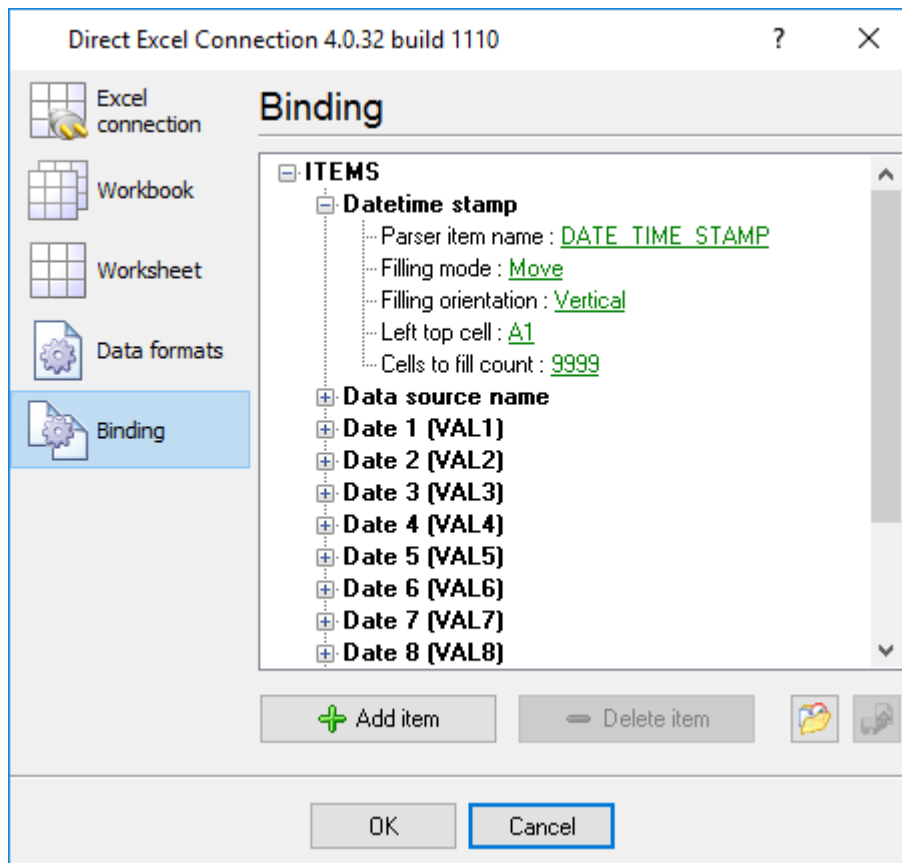 Direct Excel Connection 4.0.32 build 1110
?
Excel
connection
Workbook
Worksheet
Data formats
Binding
Binding
ITEMS
Datetime stamp
Parser item name : DATE_TIME_STAMP
Filling mode : Move
Filling orientation : Vertical
Left top cell : A1
Cells to fill count : 9999
Data source name
Date 1 (VAL1)
Date 2 (VAL2)
Date 3 (VAL3)
Date 4 (VAL4)
Date 5 (VAL5)
Date 6 (VAL6)
Date 7 (VAL7)
Date 8 (VAL8)
Add item
Delete item
OK
Cancel